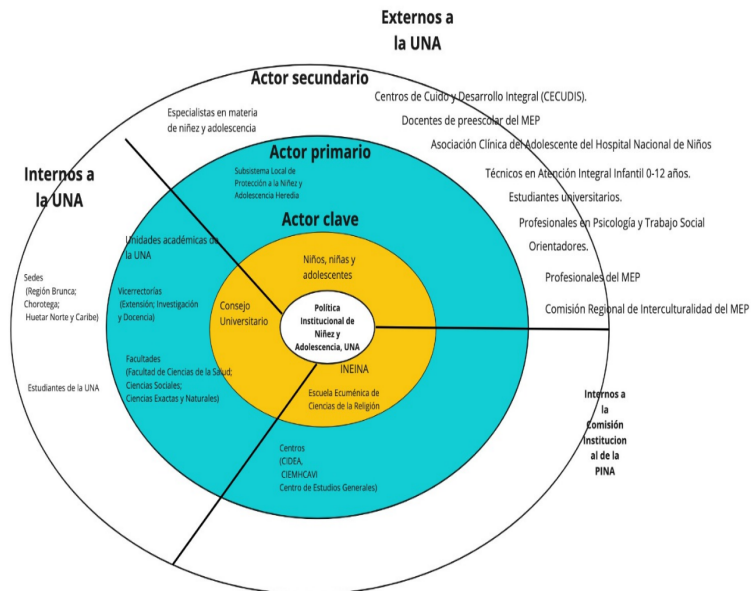 Externos a
la UNA
Actor secundario
Especialistas en materia
de niñez y adolescencia
Centros de Cuido y Desarrollo Integral (CECUDIS).
Docentes de preescolar del MEP
Asociación Clínica del Adolescente del Hospital Nacional de Niños
Técnicos en Atención Integral Infantil 0-12 años.
Estudiantes universitarios.
Profesionales en Psicología y Trabajo Social
Orientadores.
Profesionales del MEP
Comisión Regional de Interculturalidad del MEP
Actor primario
Subsistema Local de
Protección a la Niñez y
Adolescencia Heredia
Actor clave
Niños, niñas y
adolescentes
Internos a
la UNA
Unidades académicas de
la UNA
Sedes
(Región Brunca;
Chorotega;
Huetar Norte y Caribe)
Vicerrectorías
(Extensión; Investigación
y Docencia)
Consejo
Universitario
Política
Institucional de
Niñez y
Adolescencia, UNA
Estudiantes de la UNA
Facultades
(Facultad de Ciencias de la Salud;
Ciencias Sociales;
Ciencias Exactas y Naturales)
INEINA
Escuela Ecuménica de
Ciencias de la Religión
Centros
(CIDEA,
CIEMHCAVI
Centro de Estudios Generales)
Internos a
la
Comisión
Institucion
al de la
PINA